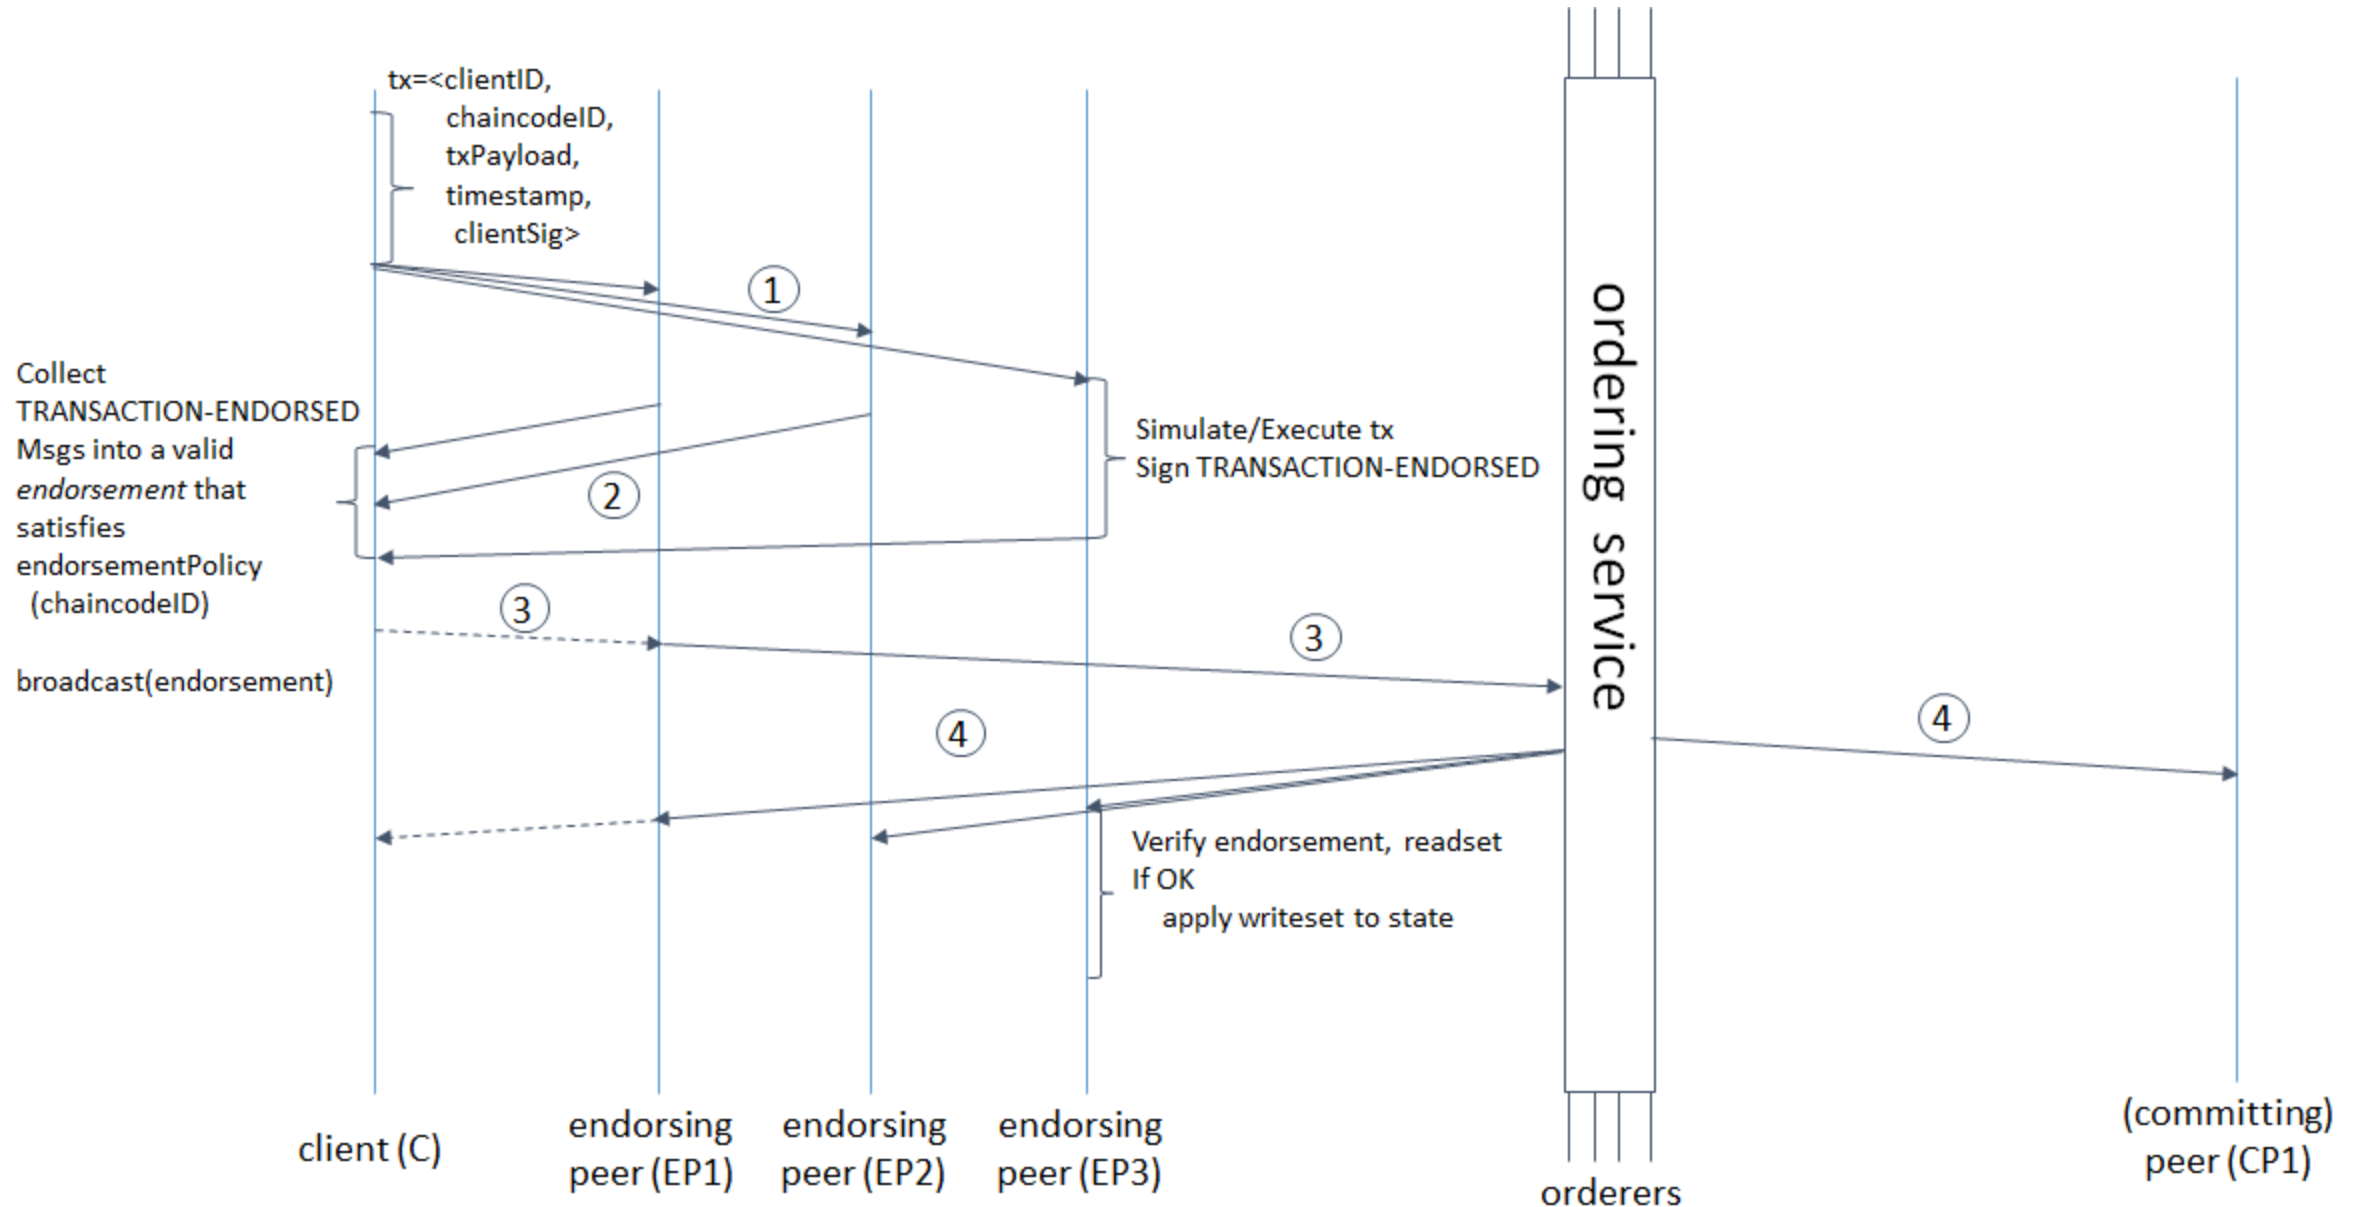 tx=<clientID,
chaincodeID,
txPayload,
timestamp,
clientSig>
1
Collect
TRANSACTION-ENDORSED
Msgs into a valid
endorsement that
satisfies
endorsementPolicy
(chaincodeID)
Simulate/Execute tx
Sign TRANSACTION-ENDORSED
2
3
3
broadcast(endorsement)
4
4
ordering service
Verify endorsement, readset
If OK
apply writeset to state
client (C)
endorsing
peer (EP1)
endorsing
peer (EP2)
endorsing
peer (EP3)
orderers
(committing)
peer (CP1)